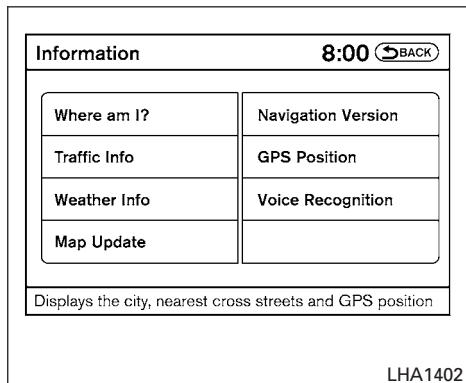 Information 8:00 BACK
Where am I? Navigation Version
Traffic Info GPS Position
Weather Info Voice Recognition
Map Update
Displays the city, nearest cross streets and GPS position
LHA1402